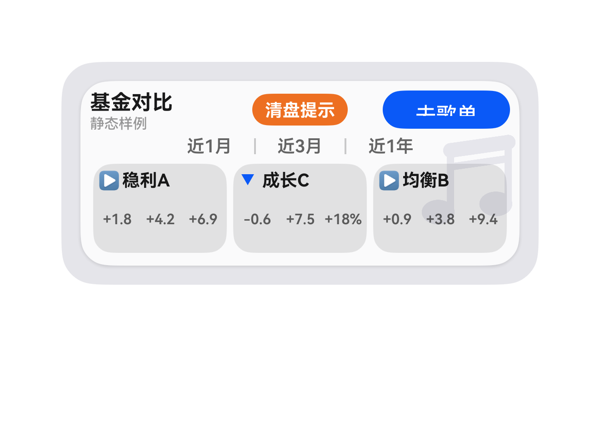 基金对比
静态样例
清盘提示
近1月 | 近3月 | 近1年
稳利A
+1.8 +4.2 +6.9
成长C
-0.6 +7.5 +18%
均衡B
+0.9 +3.8 +9.4